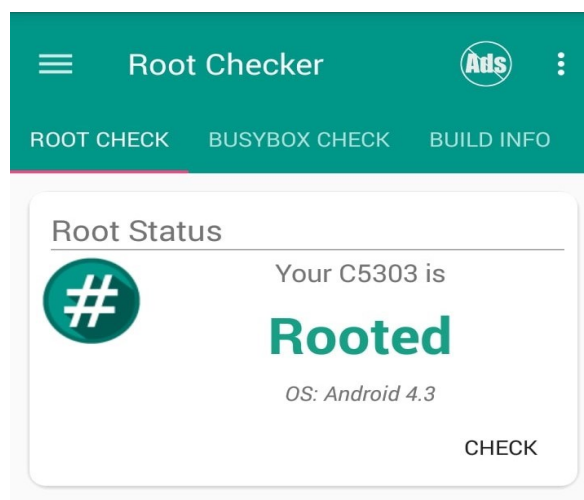 Root Checker
Ads
ROOT CHECK BUSYBOX CHECK BUILD INFO
Root Status
#
Your C5303 is
Rooted
OS: Android 4.3
CHECK